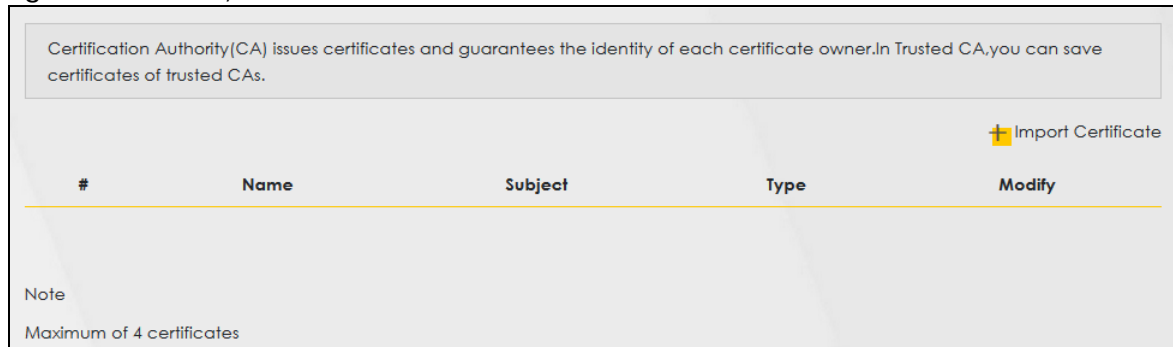 Certification Authority(CA) issues certificates and guarantees the identity of each certificate owner.In Trusted CA,you can save
certificates of trusted CAs.
Import Certificate
# Name Subject Type Modify
Note
Maximum of 4 certificates